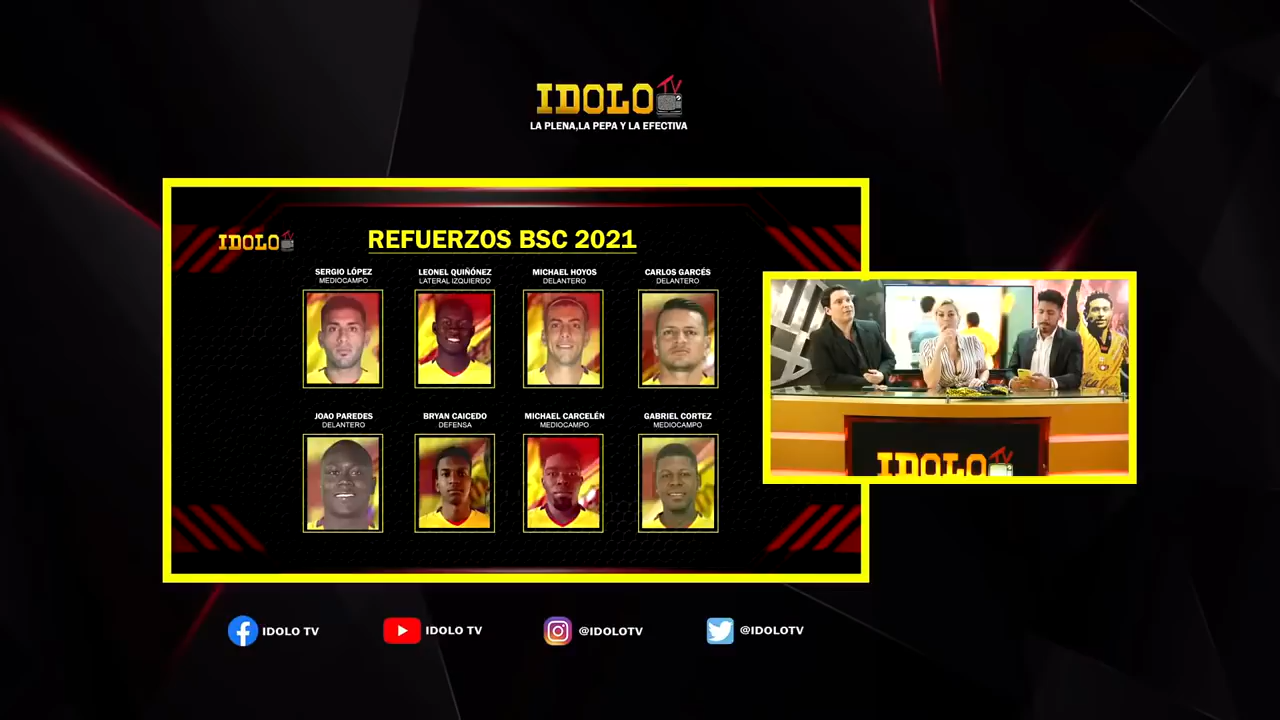 IDOLO TV
LA PLENA,LA PEPA Y LA EFECTIVA
IDOLO TV
REFUERZOS BSC 2021
SERGIO LÓPEZ
MEDIOCAMPO
LEONEL QUIÑÓNEZ
LATERAL IZQUIERDO
MICHAEL HOYOS
DELANTERO
CARLOS GARCÉS
DELANTERO
JOAO PAREDES
DELANTERO
BRYAN CAICEDO
DEFENSA
MICHAEL CARCELÉN
MEDIOCAMPO
GABRIEL CORTEZ
MEDIOCAMPO
IDOLO TV
IDOLO TV
IDOLO TV
@IDOLOTV
@IDOLOTV